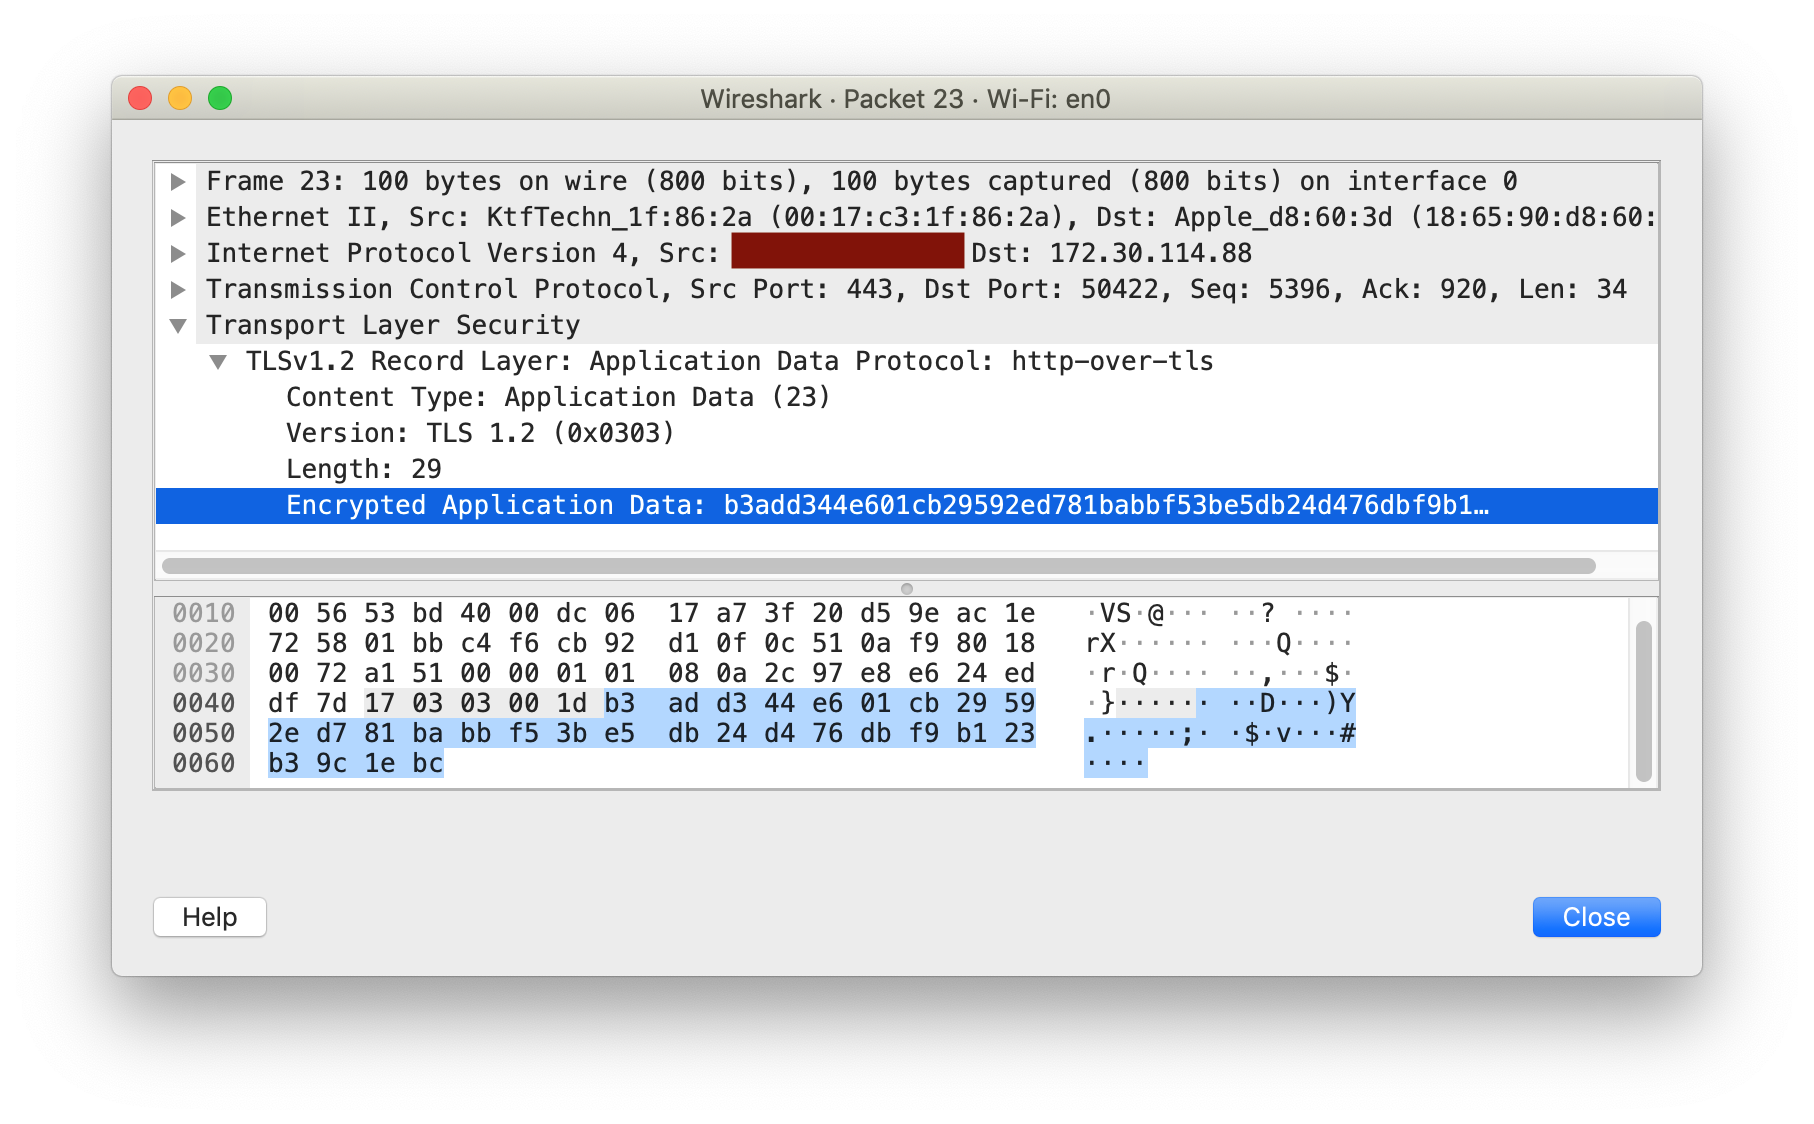 Wireshark · Packet 23 · Wi-Fi: en0
Frame 23: 100 bytes on wire (800 bits), 100 bytes captured (800 bits) on interface 0
Ethernet II, Src: KtfTechn_1f:86:2a (00:17:c3:1f:86:2a), Dst: Apple_d8:60:3d (18:65:90:d8:60:
Internet Protocol Version 4, Src: Dst: 172.30.114.88
Transmission Control Protocol, Src Port: 443, Dst Port: 50422, Seq: 5396, Ack: 920, Len: 34
Transport Layer Security
TLSv1.2 Record Layer: Application Data Protocol: http-over-tls
Content Type: Application Data (23)
Version: TLS 1.2 (0x0303)
Length: 29
Encrypted Application Data: b3add344e601cb29592ed781babbf53be5db24d476dbf9b1…
0010 00 56 53 bd 40 00 dc 06 17 a7 3f 20 d5 9e ac 1e ·VS·@··· ··? ····
0020 72 58 01 bb c4 f6 cb 92 d1 0f 0c 51 0a f9 80 18 rX······ ···Q····
0030 00 72 a1 51 00 00 01 01 08 0a 2c 97 e8 e6 24 ed ·r·Q···· ··,···$·
0040 df 7d 17 03 03 00 1d b3 ad d3 44 e6 01 cb 29 59 ·}······ ··D···)Y
0050 2e d7 81 ba bb f5 3b e5 db 24 d4 76 db f9 b1 23 .·····;· ·$·v···#
0060 b3 9c 1e bc ····
Help
Close